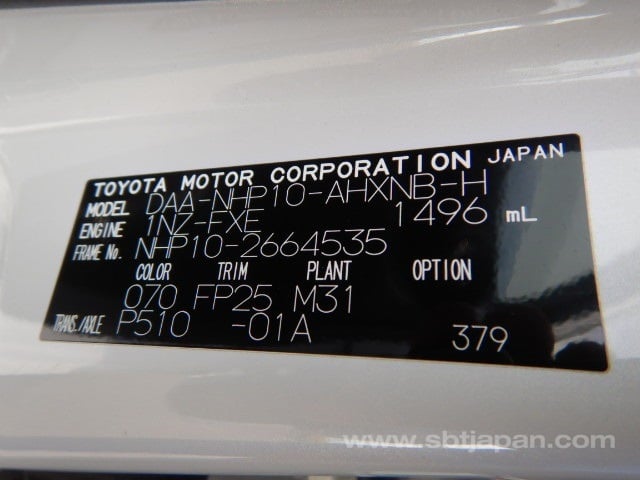 TOYOTA MOTOR CORPORATION JAPAN
MODEL DAA-NHP10-AHXNB-H
ENGINE 1NZ-FXE 1496 mL
FRAME No. NHP10-2664535
COLOR TRIM PLANT OPTION
070 FP25 M31
TRANS./AXLE P510 -01A 379
www.sbtjapan.com